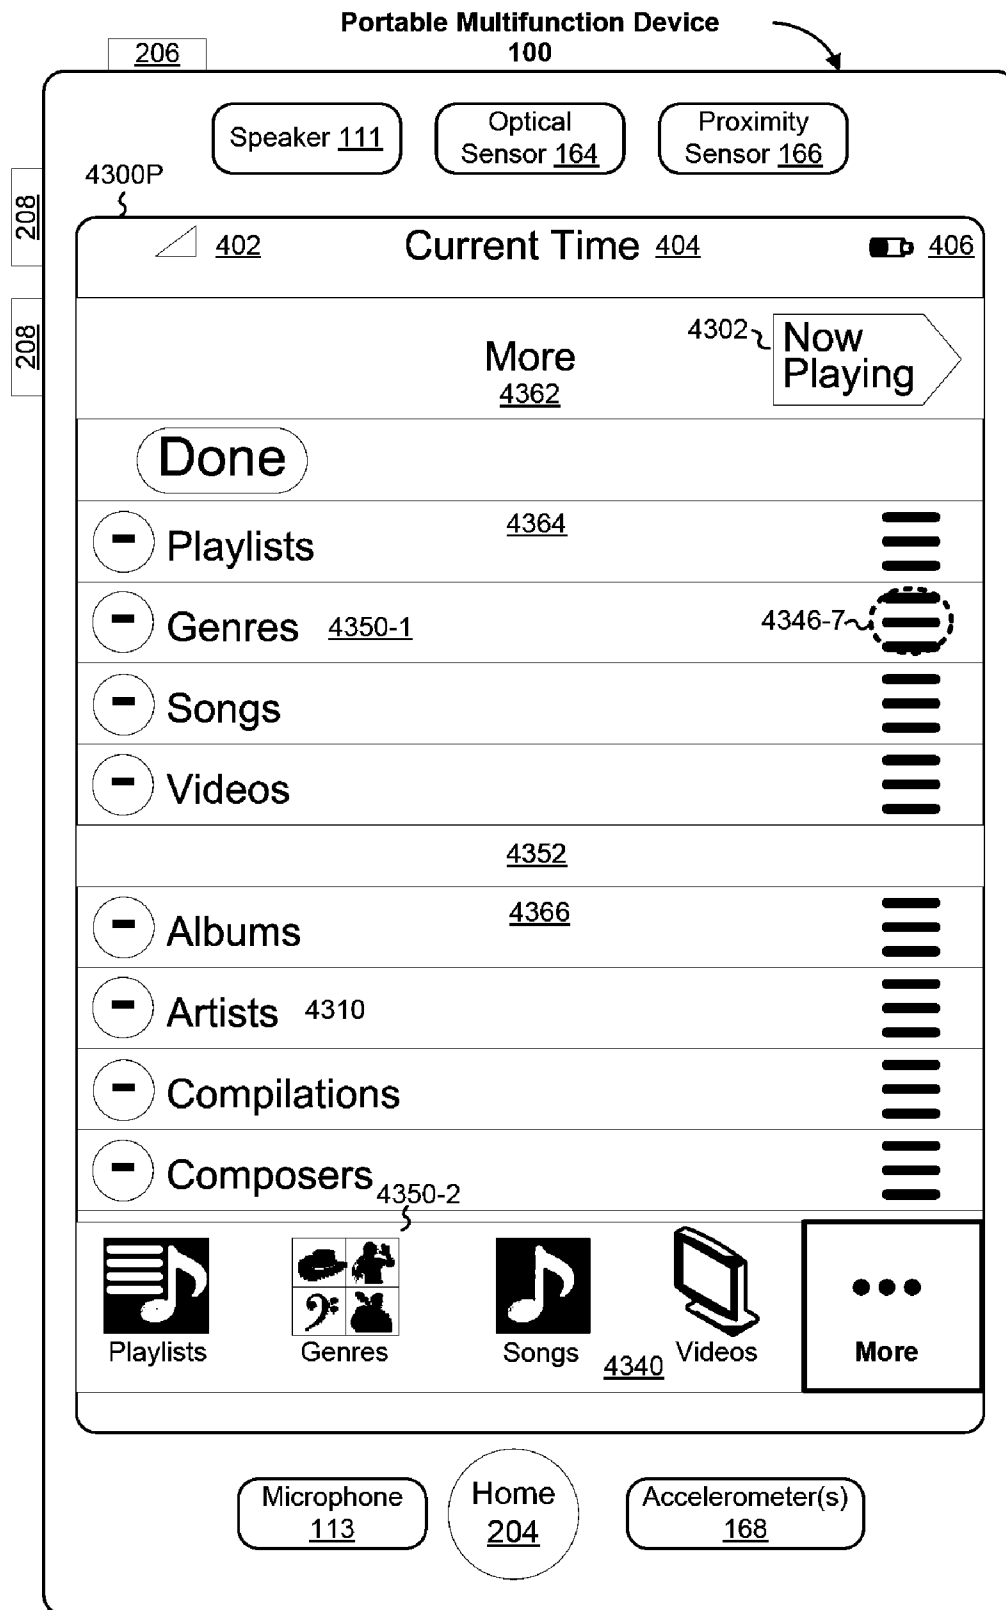 Portable Multifunction Device
100
206
Speaker 111
Optical
Sensor 164
Proximity
Sensor 166
4300P
208
208
402
Current Time 404
406
More
4362
4302
Now
Playing
Done
4364
- Playlists
- Genres 4350-1
4346-7
- Songs
- Videos
4352
4366
- Albums
- Artists 4310
- Compilations
- Composers
4350-2
Playlists
Genres
Songs
4340
Videos
More
Microphone
113
Home
204
Accelerometer(s)
168